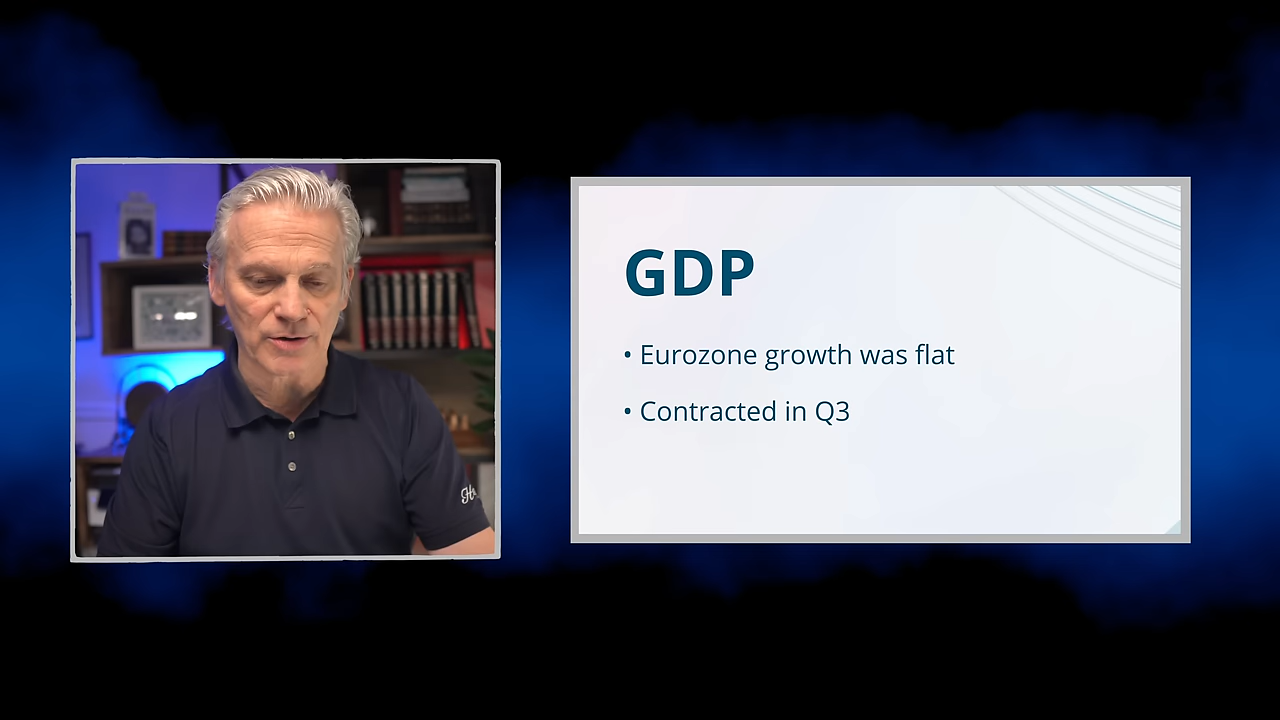 GDP
• Eurozone growth was flat
• Contracted in Q3